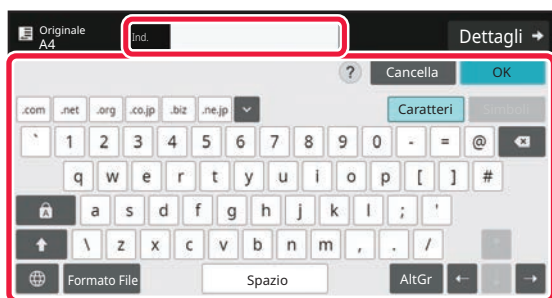 Originale
A4
Ind.
Dettagli →
? Cancella OK
.com .net .org .co.jp .biz .ne.jp Caratteri Simboli
` 1 2 3 4 5 6 7 8 9 0 - = @
q w e r t y u i o p [ ] #
A a s d f g h j k l ; '
\ z x c v b n m , . /
Formato File Spazio AltGr ← ↓ →